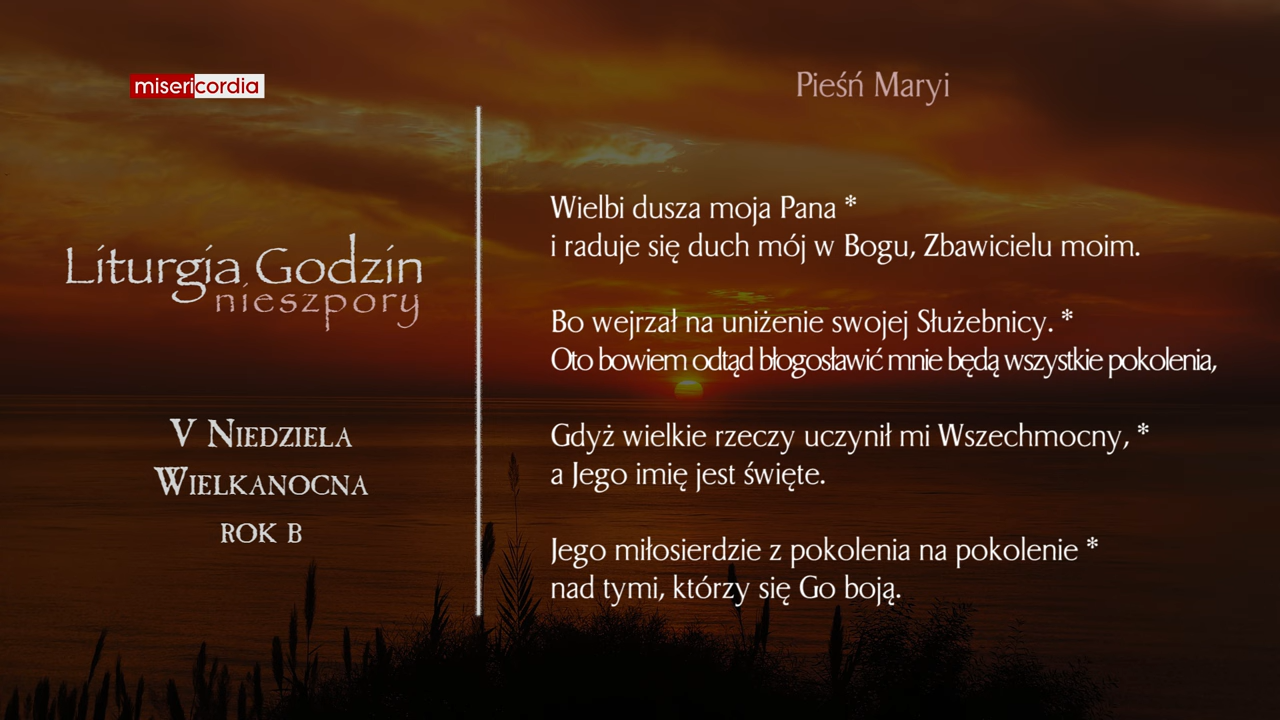 misericordia
Liturgia Godzin
nieszpory
V Niedziela
Wielkanocna
rok B
Pieśń Maryi
Wielbi dusza moja Pana *
i raduje się duch mój w Bogu, Zbawicielu moim.
Bo wejrzał na uniżenie swojej Służebnicy. *
Oto bowiem odtąd błogosławić mnie będą wszystkie pokolenia,
Gdyż wielkie rzeczy uczynił mi Wszechmocny, *
a Jego imię jest święte.
Jego miłosierdzie z pokolenia na pokolenie *
nad tymi, którzy się Go boją.